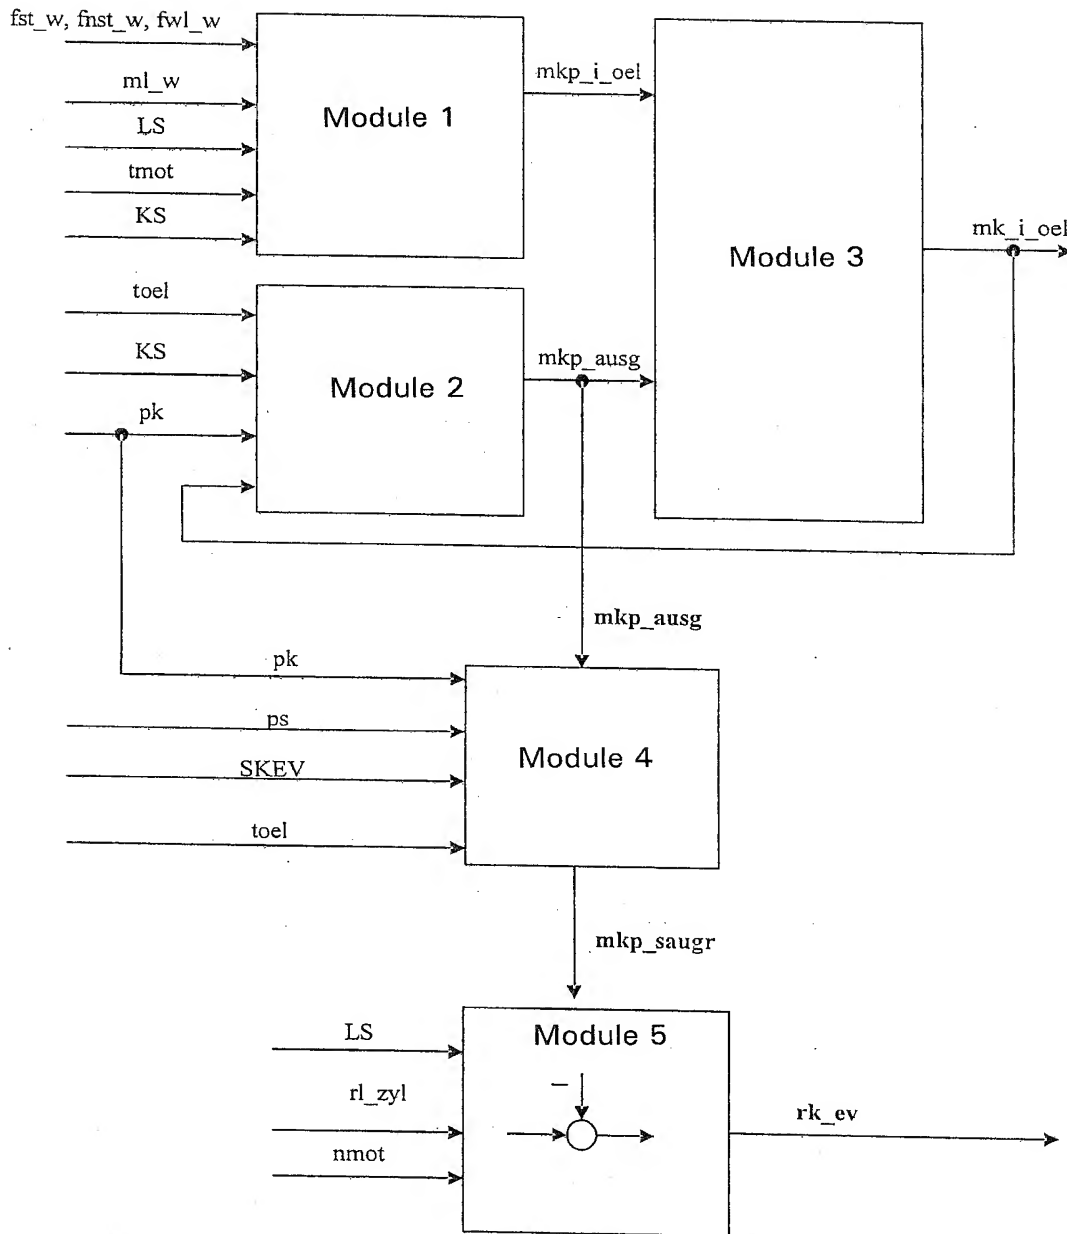 fst_w, fnst_w, fwl_w
ml_w
LS
tmot
KS
Module 1
mkp_i_oel
Module 3
mk_i_oel
toel
KS
pk
Module 2
mkp_ausg
mkp_ausg
pk
ps
SKEV
toel
Module 4
mkp_saugr
LS
rl_zyl
nmot
Module 5
–
rk_ev